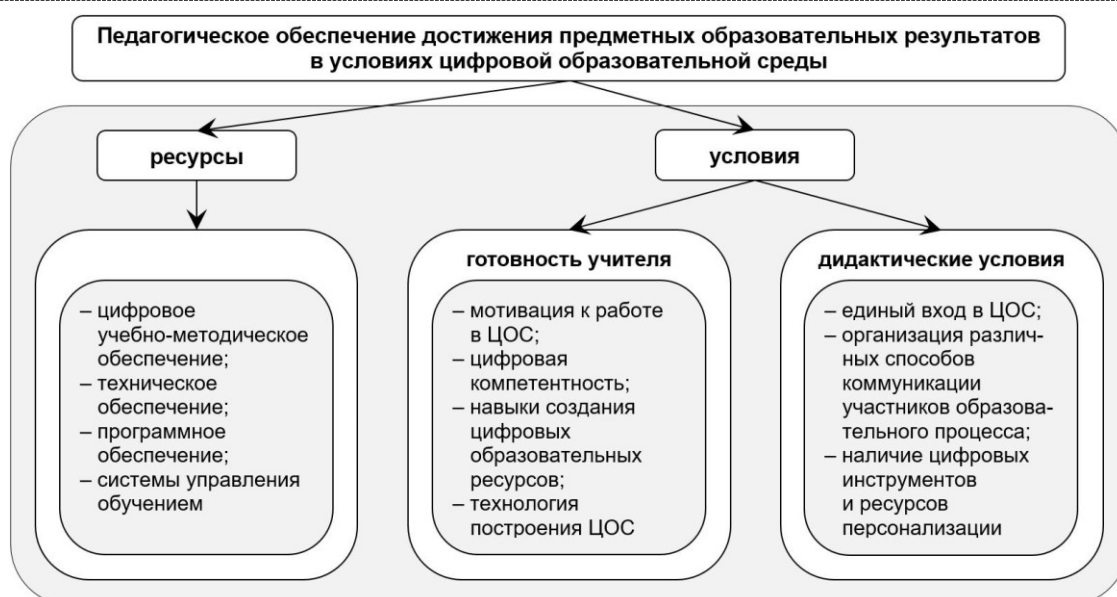 Педагогическое обеспечение достижения предметных образовательных результатов
в условиях цифровой образовательной среды
ресурсы
условия
– цифровое
учебно-методическое
обеспечение;
– техническое
обеспечение;
– программное
обеспечение;
– системы управления
обучением
готовность учителя
– мотивация к работе
в ЦОС;
– цифровая
компетентность;
– навыки создания
цифровых
образовательных
ресурсов;
– технология
построения ЦОС
дидактические условия
– единый вход в ЦОС;
– организация различ-
ных способов
коммуникации
участников образова-
тельного процесса;
– наличие цифровых
инструментов
и ресурсов
персонализации